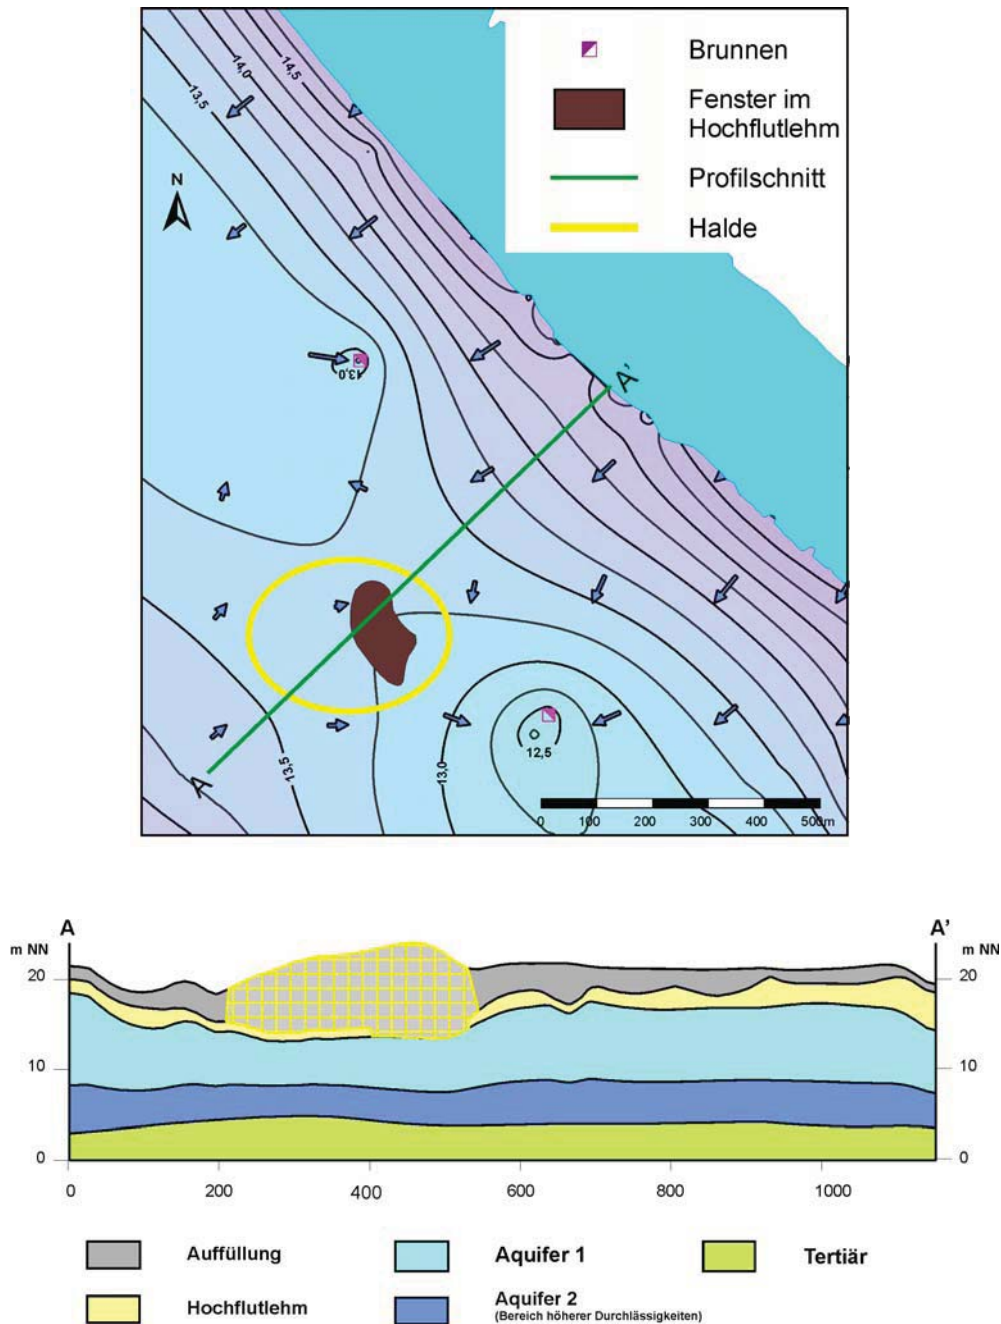 Brunnen
Fenster im
Hochflutlehm
Profilschnitt
Halde
14,5
14,0
13,5
N
13,0
A'
A
13,5
13,0
12,5
0 100 200 300 400 500m
A A'
m NN m NN
20 20
10 10
0 0
0 200 400 600 800 1000
Auffüllung Aquifer 1 Tertiär
Hochflutlehm Aquifer 2
(Bereich höherer Durchlässigkeiten)